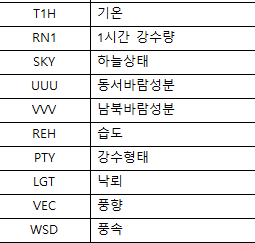 T1H 기온
RN1 1시간 강수량
SKY 하늘상태
UUU 동서바람성분
VVV 남북바람성분
REH 습도
PTY 강수형태
LGT 낙뢰
VEC 풍향
WSD 풍속